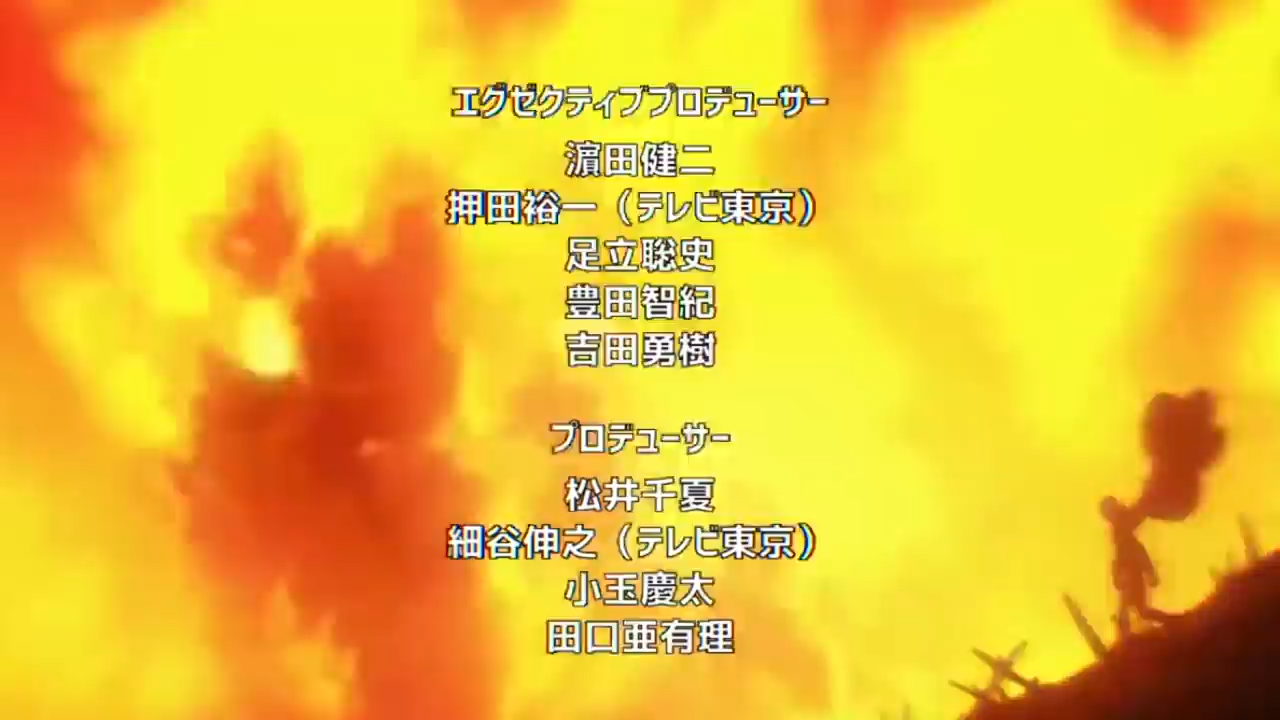 エグゼクティブプロデューサー
濵田健二
押田裕一（テレビ東京）
足立聡史
豊田智紀
吉田勇樹
プロデューサー
松井千夏
細谷伸之（テレビ東京）
小玉慶太
田口亜有理